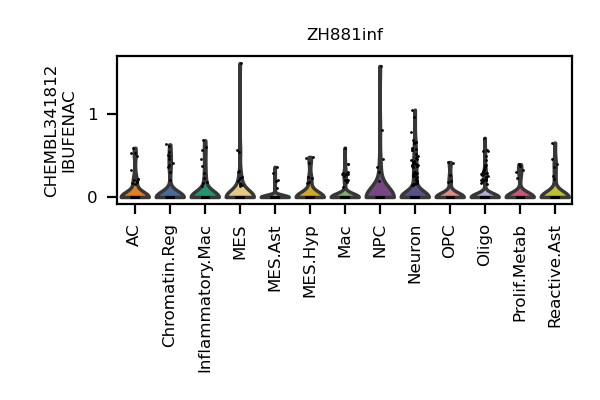 ZH881inf
CHEMBL341812
IBUFENAC
1
0
AC
Chromatin.Reg
Inflammatory.Mac
MES
MES.Ast
MES.Hyp
Mac
NPC
Neuron
OPC
Oligo
Prolif.Metab
Reactive.Ast